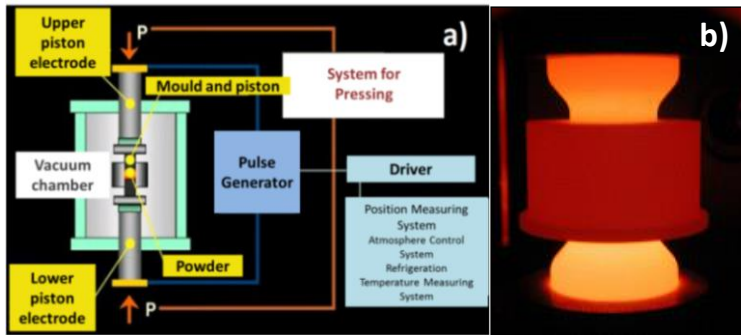 Upper
piston
electrode
P
a)
b)
Mould and piston
System for
Pressing
Vacuum
chamber
Pulse
Generator
Driver
Position Measuring
System
Atmosphere Control
System
Refrigeration
Temperature Measuring
System
Powder
Lower
piston
electrode
P